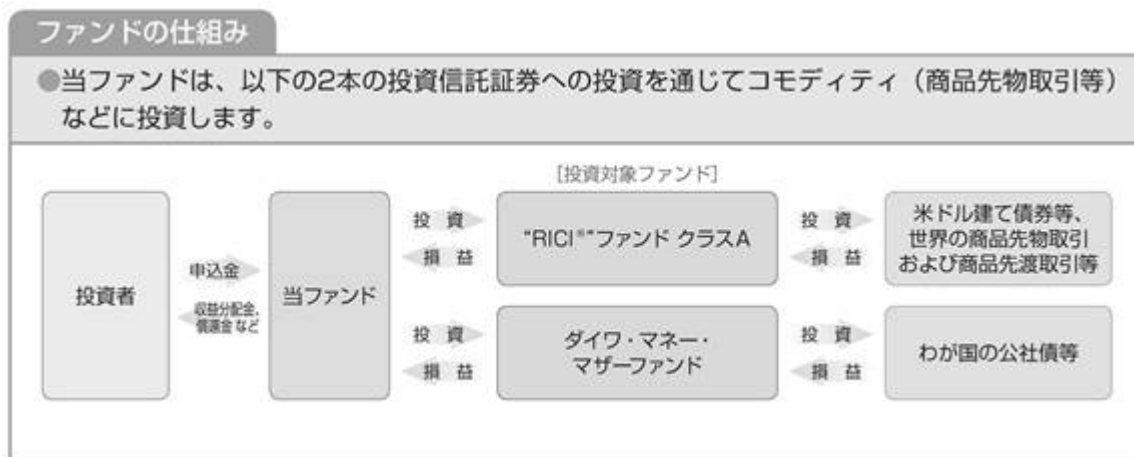 ファンドの仕組み
●当ファンドは、以下の2本の投資信託証券への投資を通じてコモディティ（商品先物取引等）
などに投資します。
［投資対象ファンド］
投資者
申込金
収益分配金、
償還金 など
当ファンド
投 資
損 益
"RICI®"ファンド クラスA
投 資
損 益
米ドル建て債券等、
世界の商品先物取引
および商品先渡取引等
投 資
損 益
ダイワ・マネー・
マザーファンド
投 資
損 益
わが国の公社債等